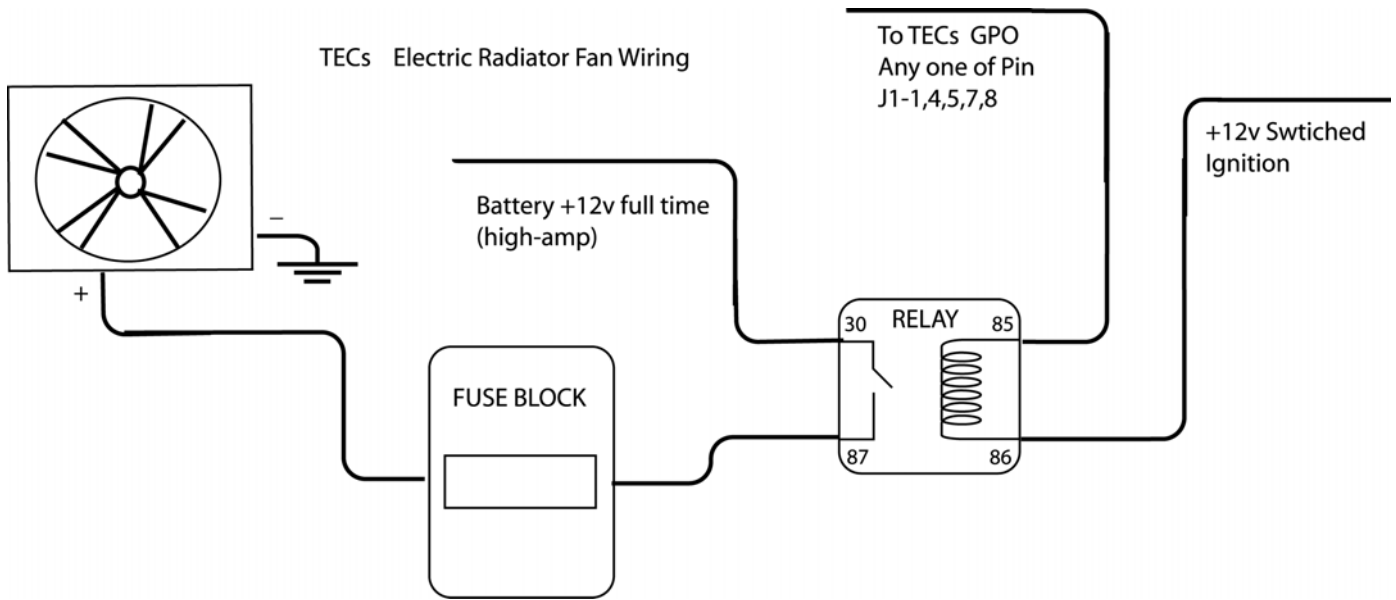 TECs Electric Radiator Fan Wiring
To TECs GPO
Any one of Pin
J1-1,4,5,7,8
+12v Swtiched
Ignition
Battery +12v full time
(high-amp)
−
+
30 RELAY 85
87 86
FUSE BLOCK